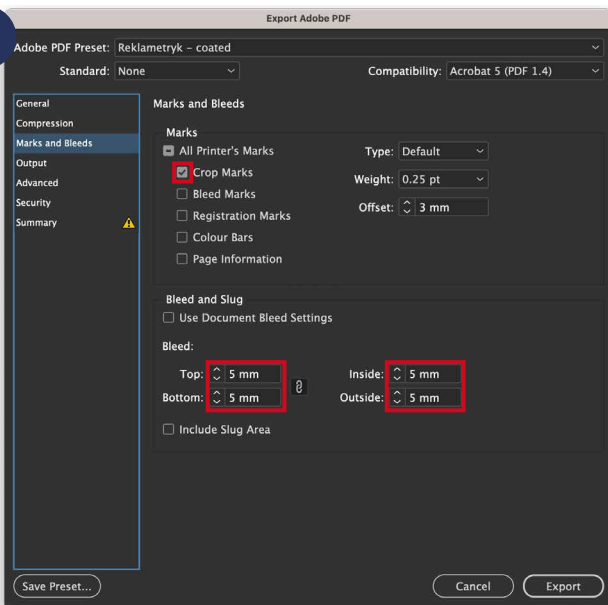 Export Adobe PDF
Adobe PDF Preset: Reklametryk - coated
Standard: None Compatibility: Acrobat 5 (PDF 1.4)
General
Compression
Marks and Bleeds
Output
Advanced
Security
Summary
Marks and Bleeds
Marks
All Printer's Marks
Crop Marks
Bleed Marks
Registration Marks
Colour Bars
Page Information
Type: Default
Weight: 0.25 pt
Offset: 3 mm
Bleed and Slug
Use Document Bleed Settings
Bleed:
Top: 5 mm Inside: 5 mm
Bottom: 5 mm Outside: 5 mm
Include Slug Area
Save Preset... Cancel Export